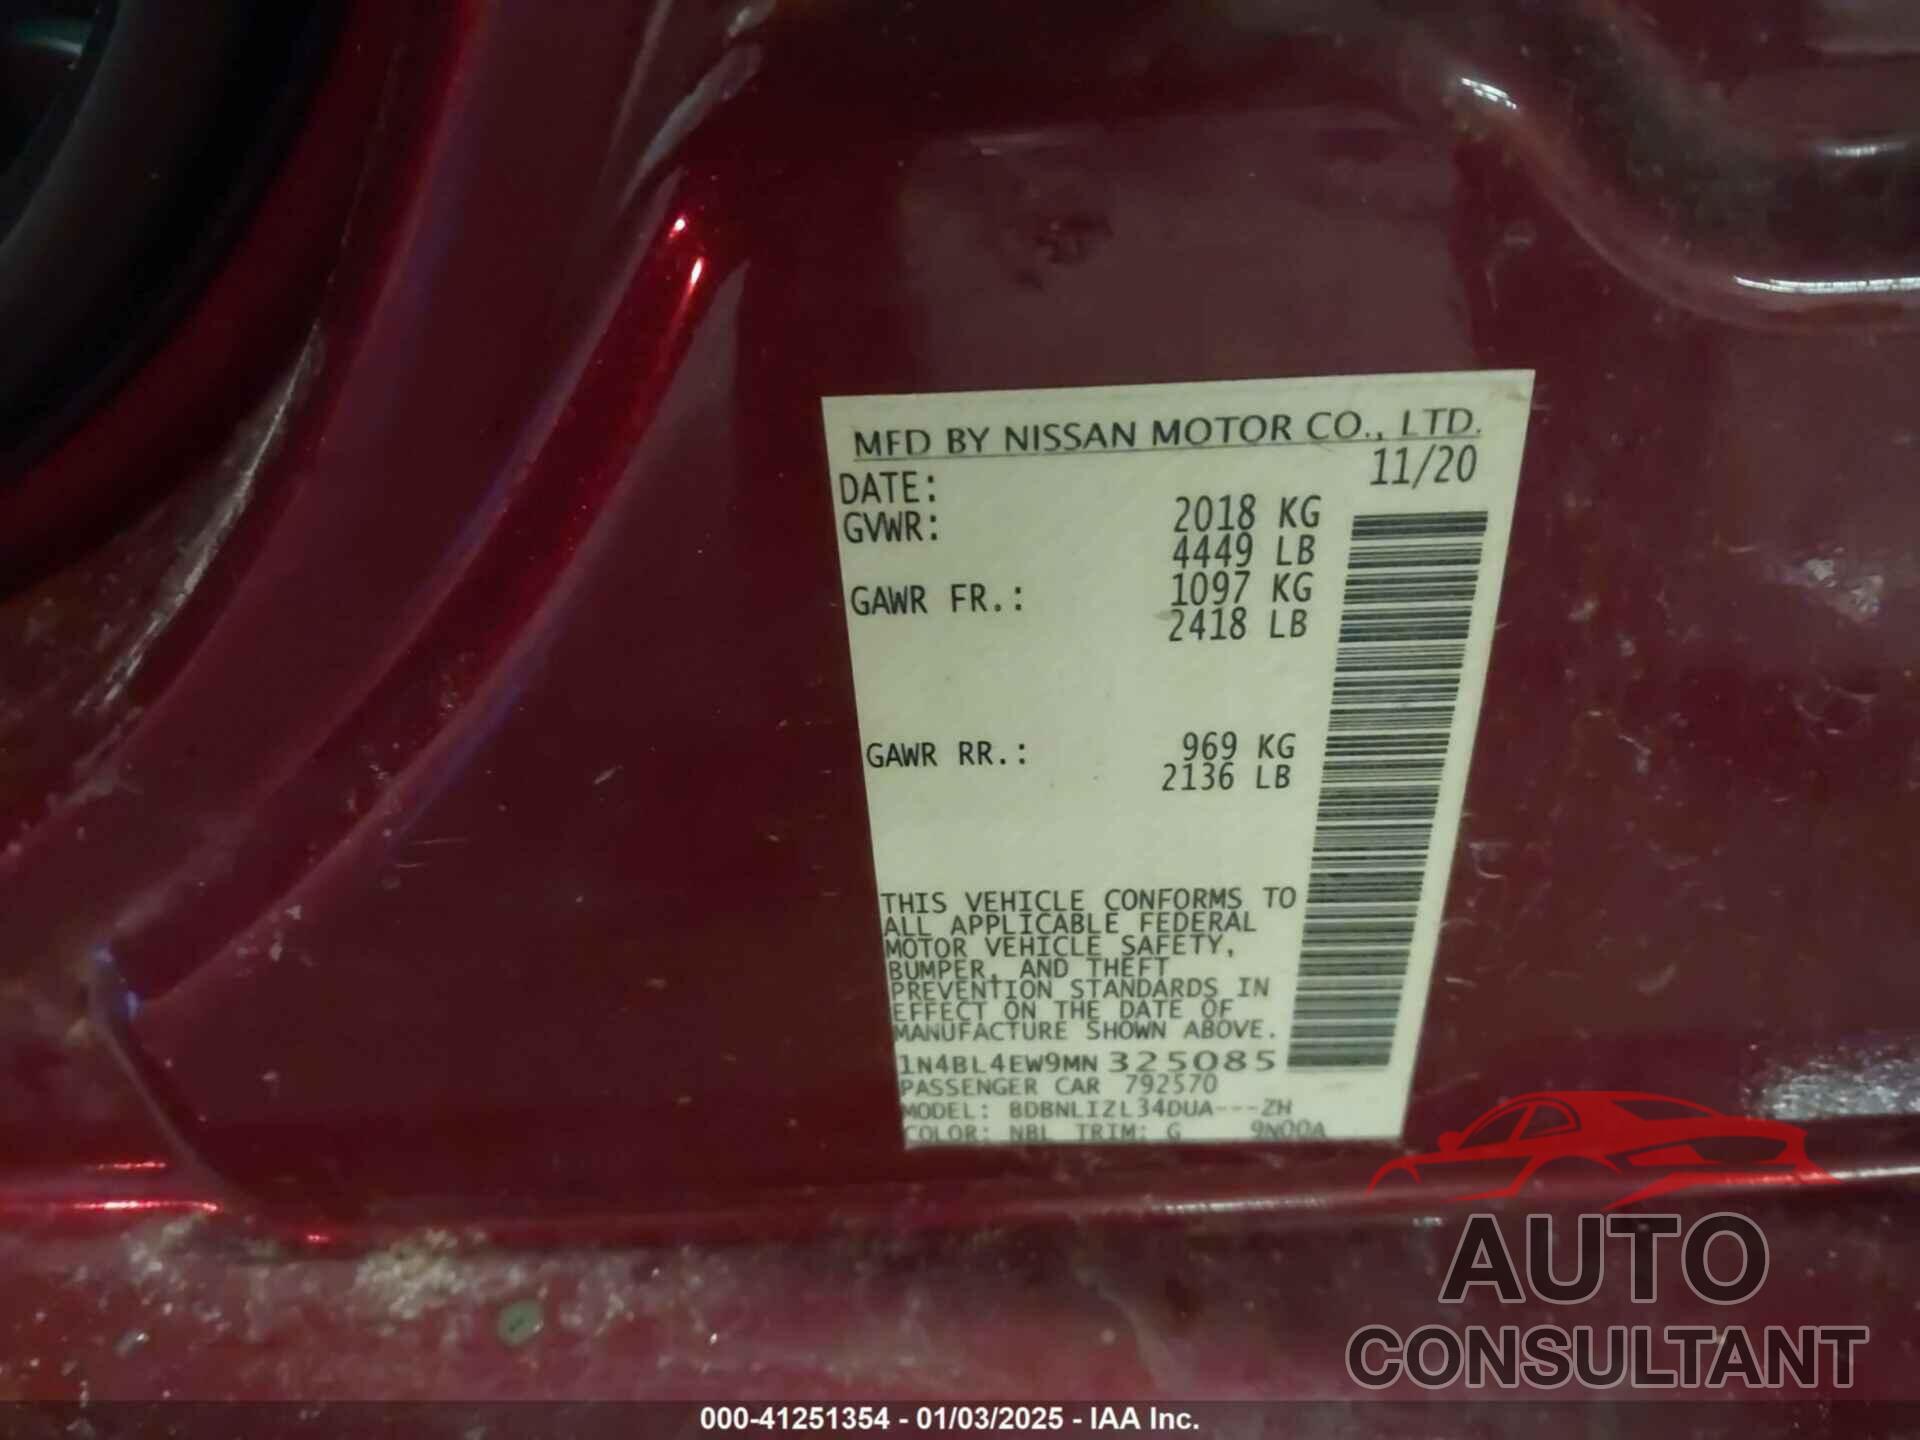 MFD BY NISSAN MOTOR CO., LTD.
DATE: 11/20
GVWR: 2018 KG
4449 LB
GAWR FR.: 1097 KG
2418 LB
GAWR RR.: 969 KG
2136 LB
THIS VEHICLE CONFORMS TO
ALL APPLICABLE FEDERAL
MOTOR VEHICLE SAFETY,
BUMPER, AND THEFT
PREVENTION STANDARDS IN
EFFECT ON THE DATE OF
MANUFACTURE SHOWN ABOVE.
1N4BL4EW9MN 325085
PASSENGER CAR 792570
MODEL: BDBNLIZL34DUA---ZH
COLOR: NBL TRIM: G 9N00A
AUTO
CONSULTANT
000-41251354 - 01/03/2025 - IAA Inc.